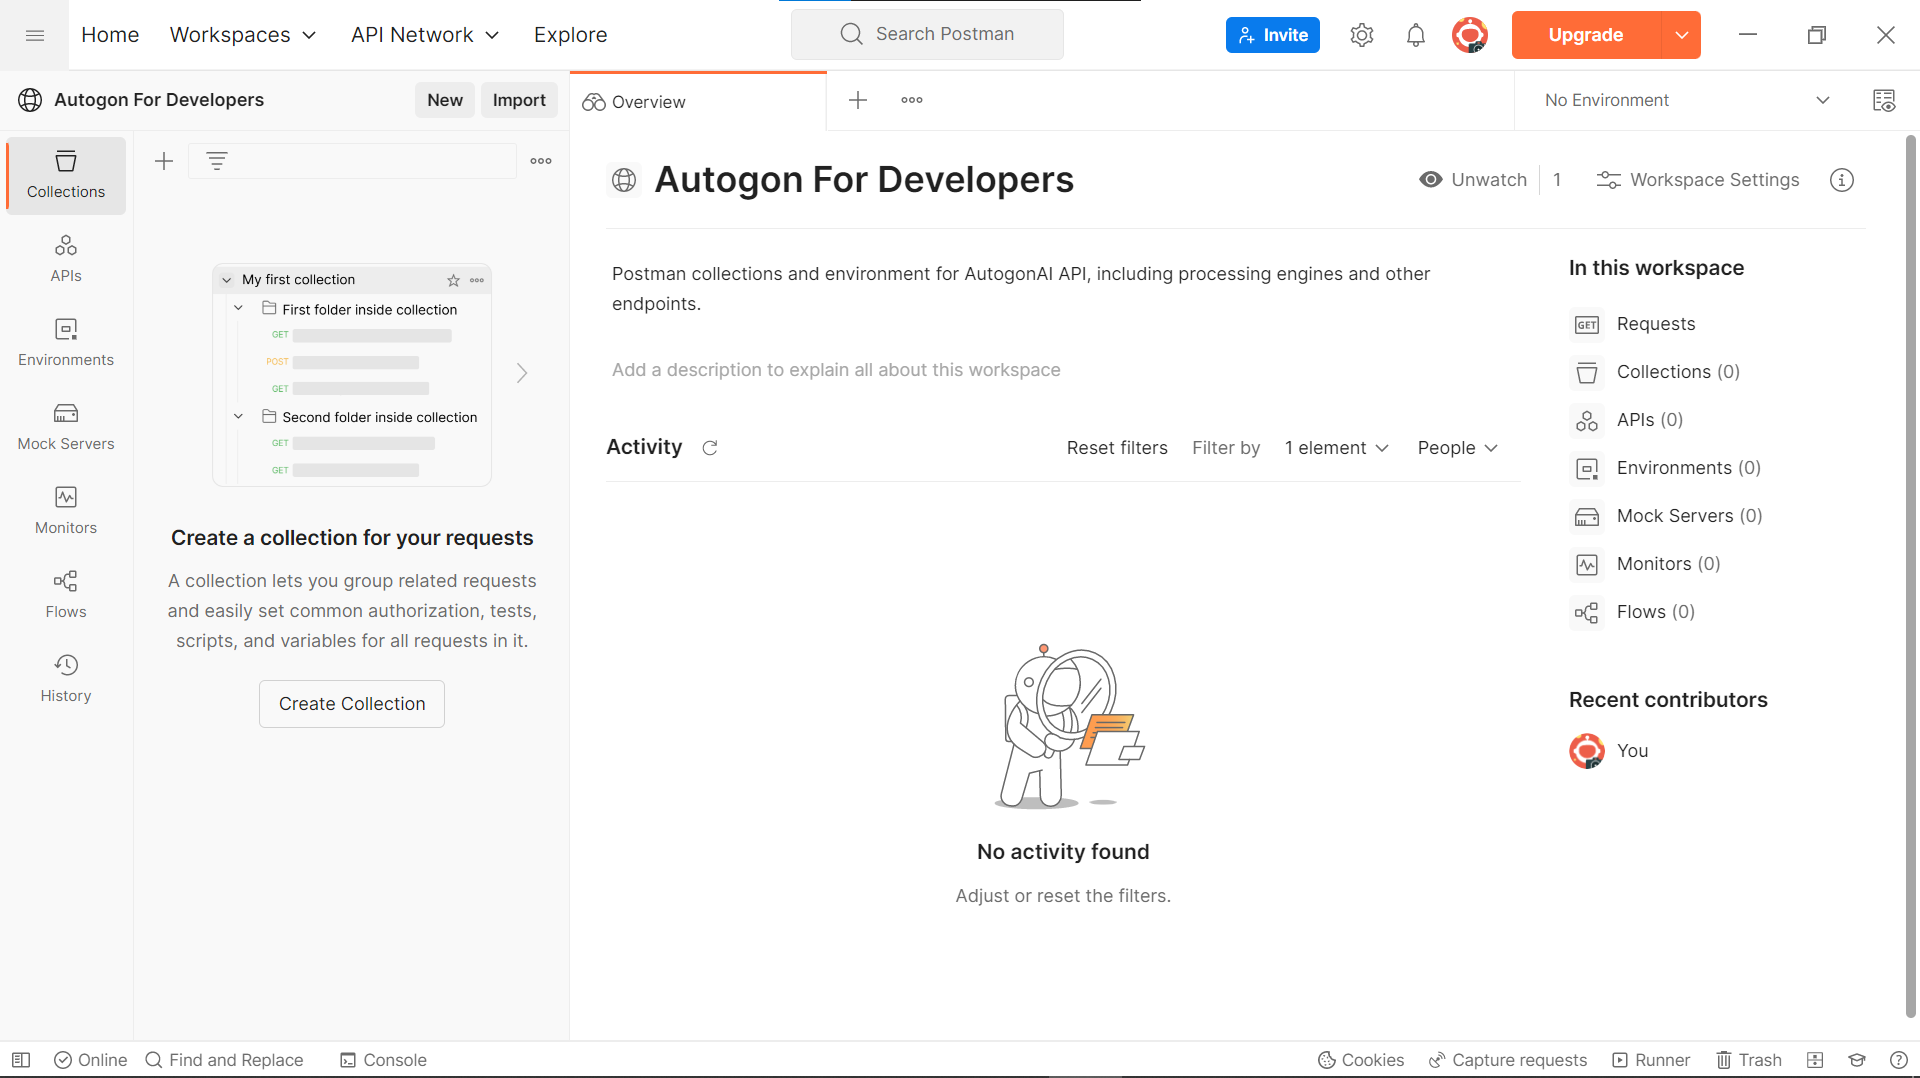 Home
Workspaces
API Network
Explore
Search Postman
Invite
Upgrade
Autogon For Developers
New
Import
Overview
No Environment
Collections
APIs
Environments
Mock Servers
Monitors
Flows
History
My first collection
First folder inside collection
GET
POST
GET
Second folder inside collection
GET
GET
Create a collection for your requests
A collection lets you group related requests
and easily set common authorization, tests,
scripts, and variables for all requests in it.
Create Collection
Autogon For Developers
Unwatch
1
Workspace Settings
Postman collections and environment for AutogonAI API, including processing engines and other
endpoints.
Add a description to explain all about this workspace
Activity
Reset filters
Filter by
1 element
People
No activity found
Adjust or reset the filters.
In this workspace
GET Requests
Collections (0)
APIs (0)
Environments (0)
Mock Servers (0)
Monitors (0)
Flows (0)
Recent contributors
You
Online
Find and Replace
Console
Cookies
Capture requests
Runner
Trash